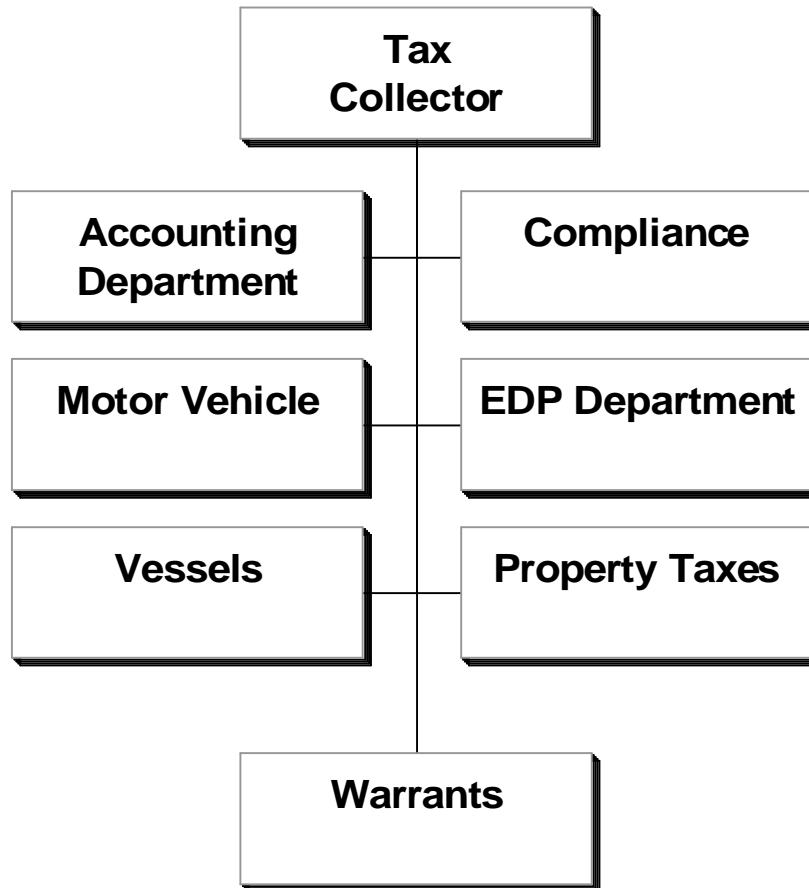 Tax
Collector
Accounting
Department
Compliance
Motor Vehicle
EDP Department
Vessels
Property Taxes
Warrants